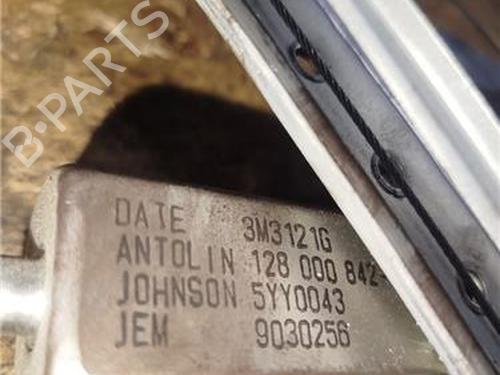 B-PARTS
DATE 3M3121G
ANTOLIN 128 000 842-
JOHNSON 5YY0043
JEM 9030256